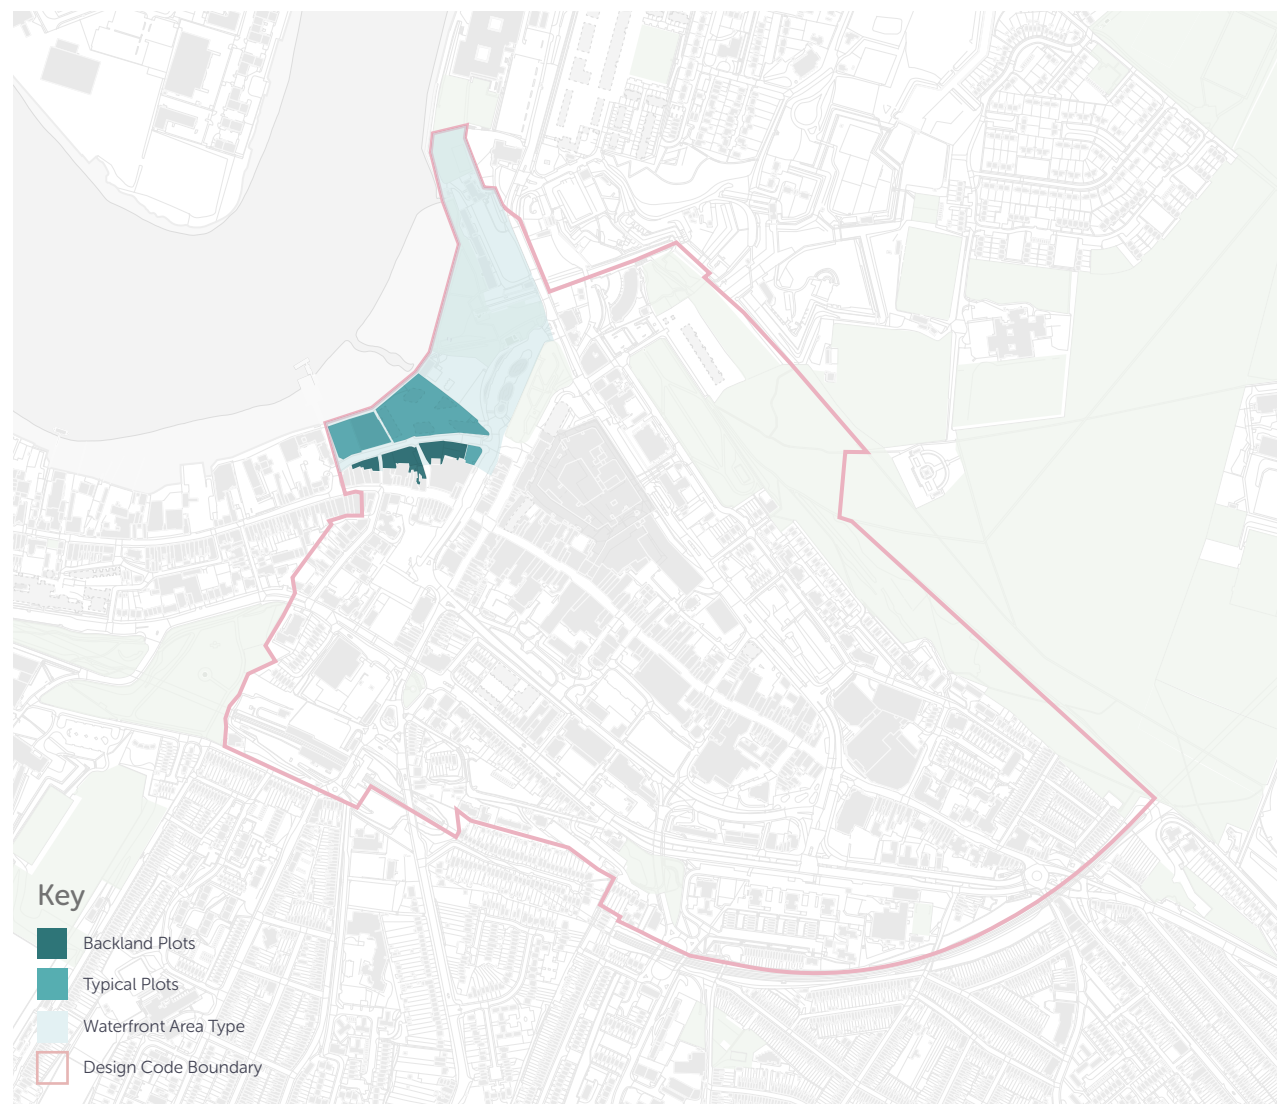 Key
Backland Plots
Typical Plots
Waterfront Area Type
Design Code Boundary